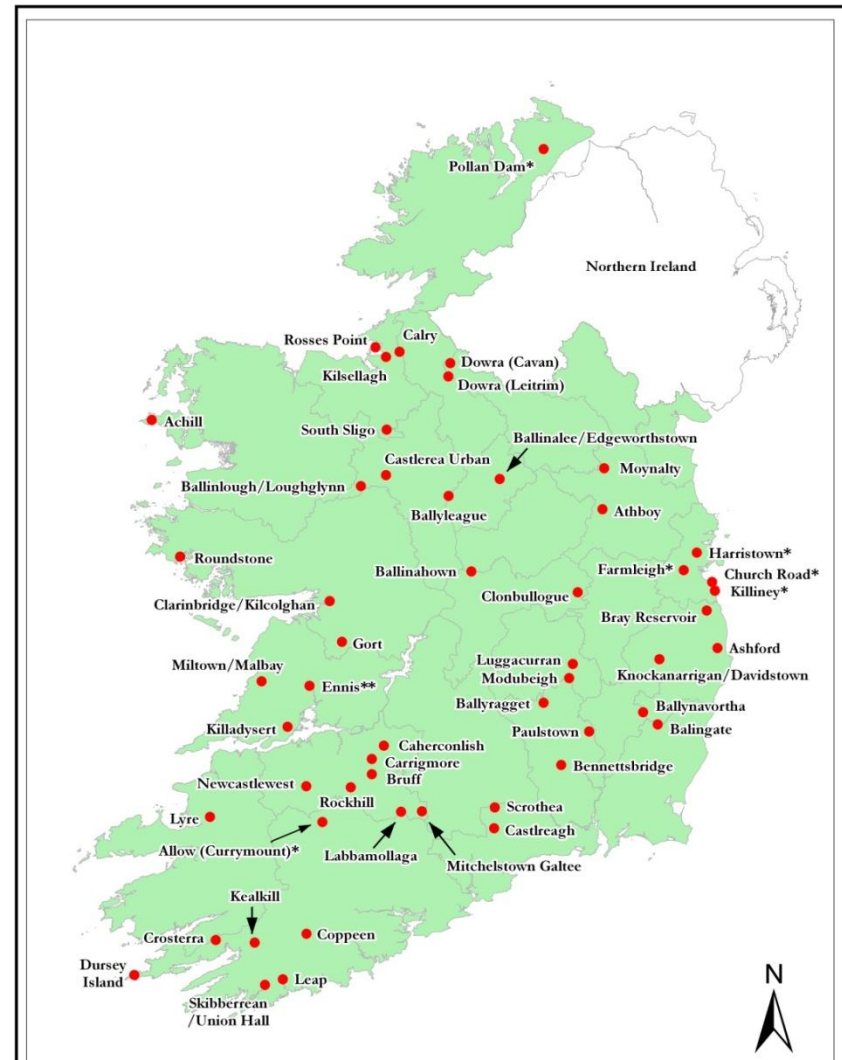 Pollan Dam*
Northern Ireland
Rosses Point
Calry
Kilsellagh
Dowra (Cavan)
Dowra (Leitrim)
Achill
South Sligo
Ballinalee/Edgeworthstown
Castlerea Urban
Moynalty
Ballinlough/Loughglynn
Ballyleague
Athboy
Roundstone
Harristown*
Ballinahown
Farmleigh*
Church Road*
Killiney*
Clonbullogue
Clarinbridge/Kilcolghan
Bray Reservoir
Gort
Ashford
Miltown/Malbay
Luggacurran
Knockanarrigan/Davidstown
Modubeigh
Ennis**
Ballyragget
Ballynavortha
Killadysert
Paulstown
Balingate
Caherconlish
Carrigmore
Bennettsbridge
Bruff
Newcastlewest
Rockhill
Scrothea
Lyre
Castlreagh
Allow (Currymount)*
Labbamollaga
Mitchelstown Galtee
Kealkill
Crosterra
Coppeen
Dursey
Island
Leap
Skibberrean
/Union Hall
N